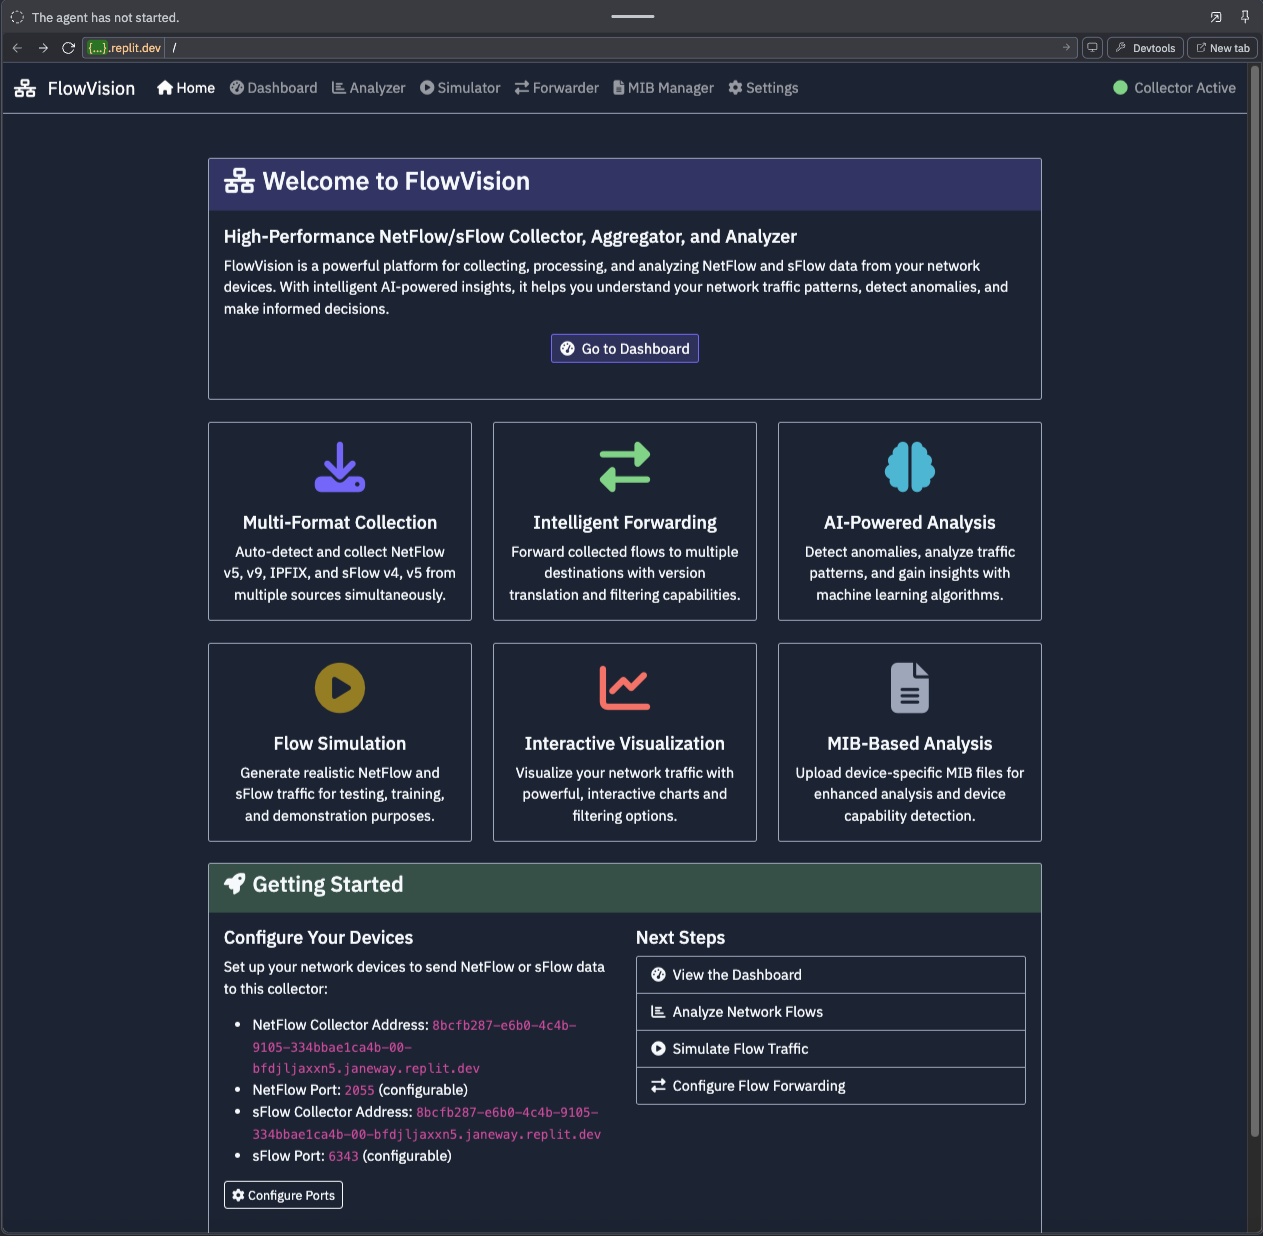 The agent has not started.
{...}.replit.dev /
Devtools
New tab
FlowVision
Home
Dashboard
Analyzer
Simulator
Forwarder
MIB Manager
Settings
Collector Active
Welcome to FlowVision
High-Performance NetFlow/sFlow Collector, Aggregator, and Analyzer
FlowVision is a powerful platform for collecting, processing, and analyzing NetFlow and sFlow data from your network
devices. With intelligent AI-powered insights, it helps you understand your network traffic patterns, detect anomalies, and
make informed decisions.
Go to Dashboard
Multi-Format Collection
Auto-detect and collect NetFlow
v5, v9, IPFIX, and sFlow v4, v5 from
multiple sources simultaneously.
Intelligent Forwarding
Forward collected flows to multiple
destinations with version
translation and filtering capabilities.
AI-Powered Analysis
Detect anomalies, analyze traffic
patterns, and gain insights with
machine learning algorithms.
Flow Simulation
Generate realistic NetFlow and
sFlow traffic for testing, training,
and demonstration purposes.
Interactive Visualization
Visualize your network traffic with
powerful, interactive charts and
filtering options.
MIB-Based Analysis
Upload device-specific MIB files for
enhanced analysis and device
capability detection.
Getting Started
Configure Your Devices
Set up your network devices to send NetFlow or sFlow data
to this collector:
• NetFlow Collector Address: 8bcfb287-e6b0-4c4b-
9105-334bbae1ca4b-00-
bfdjljaxxn5.janeway.replit.dev
• NetFlow Port: 2055 (configurable)
• sFlow Collector Address: 8bcfb287-e6b0-4c4b-9105-
334bbae1ca4b-00-bfdjljaxxn5.janeway.replit.dev
• sFlow Port: 6343 (configurable)
Configure Ports
Next Steps
View the Dashboard
Analyze Network Flows
Simulate Flow Traffic
Configure Flow Forwarding